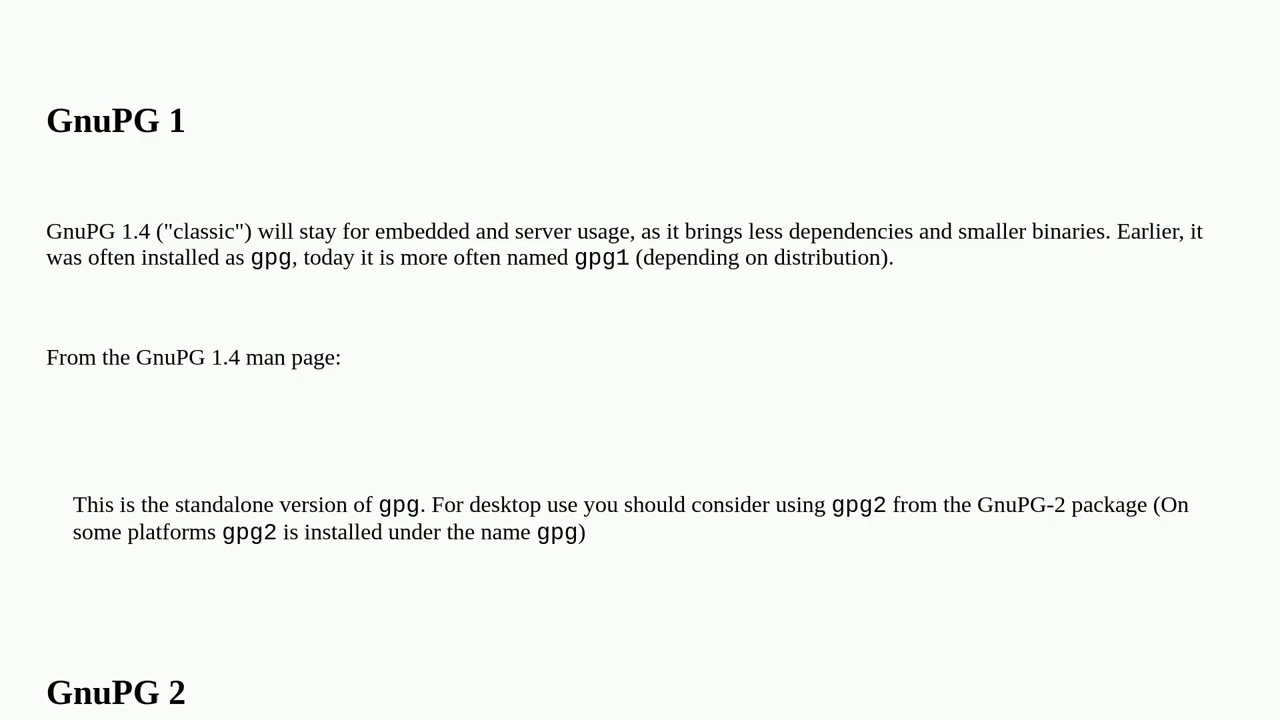 GnuPG 1
GnuPG 1.4 ("classic") will stay for embedded and server usage, as it brings less dependencies and smaller binaries. Earlier, it
was often installed as gpg, today it is more often named gpg1 (depending on distribution).
From the GnuPG 1.4 man page:
This is the standalone version of gpg. For desktop use you should consider using gpg2 from the GnuPG-2 package (On
some platforms gpg2 is installed under the name gpg)
GnuPG 2